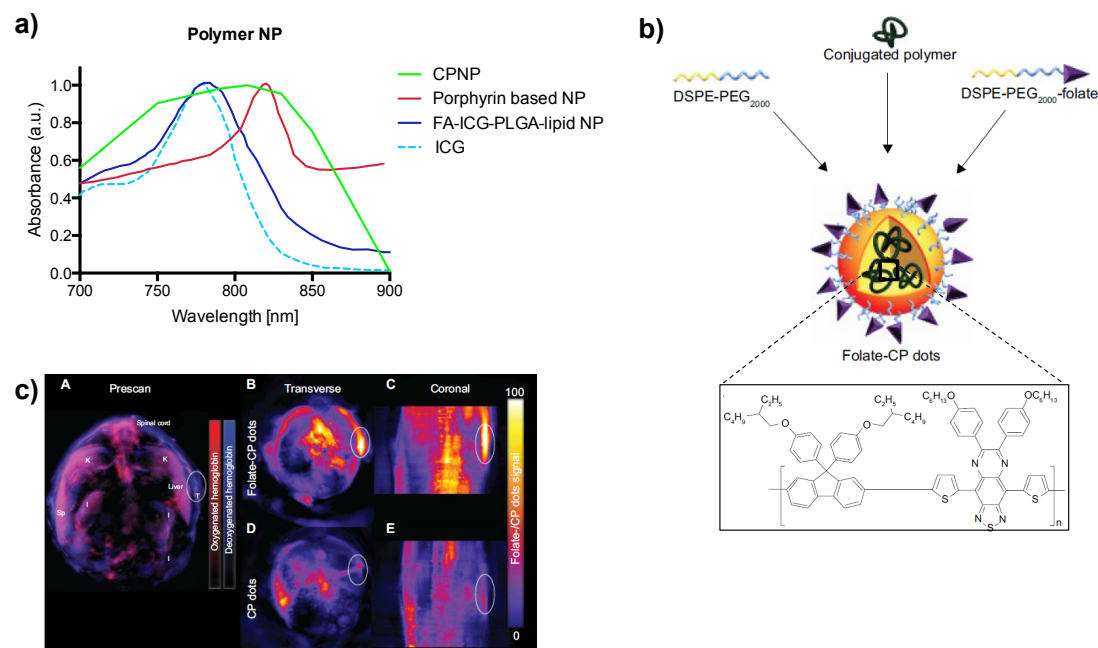 a)
Polymer NP
Absorbance (a.u.)
1.0
0.8
0.6
0.4
0.2
0.0
700
750
800
850
900
Wavelength [nm]
CPNP
Porphyrin based NP
FA-ICG-PLGA-lipid NP
ICG
b)
Conjugated polymer
DSPE-PEG2000
DSPE-PEG2000-folate
Folate-CP dots
C2H5
C4H9
O
C2H5
O
C4H9
C6H13O
OC6H13
N
N
S
S
N
N
S
n
c)
A
Prescan
Spinal cord
K
K
Liver
T
Sp
I
I
I
Oxygenated hemoglobin
Deoxygenated hemoglobin
B
Transverse
C
Coronal
Folate-CP dots
D
E
CP dots
100
Folate-/CP dots signal
0